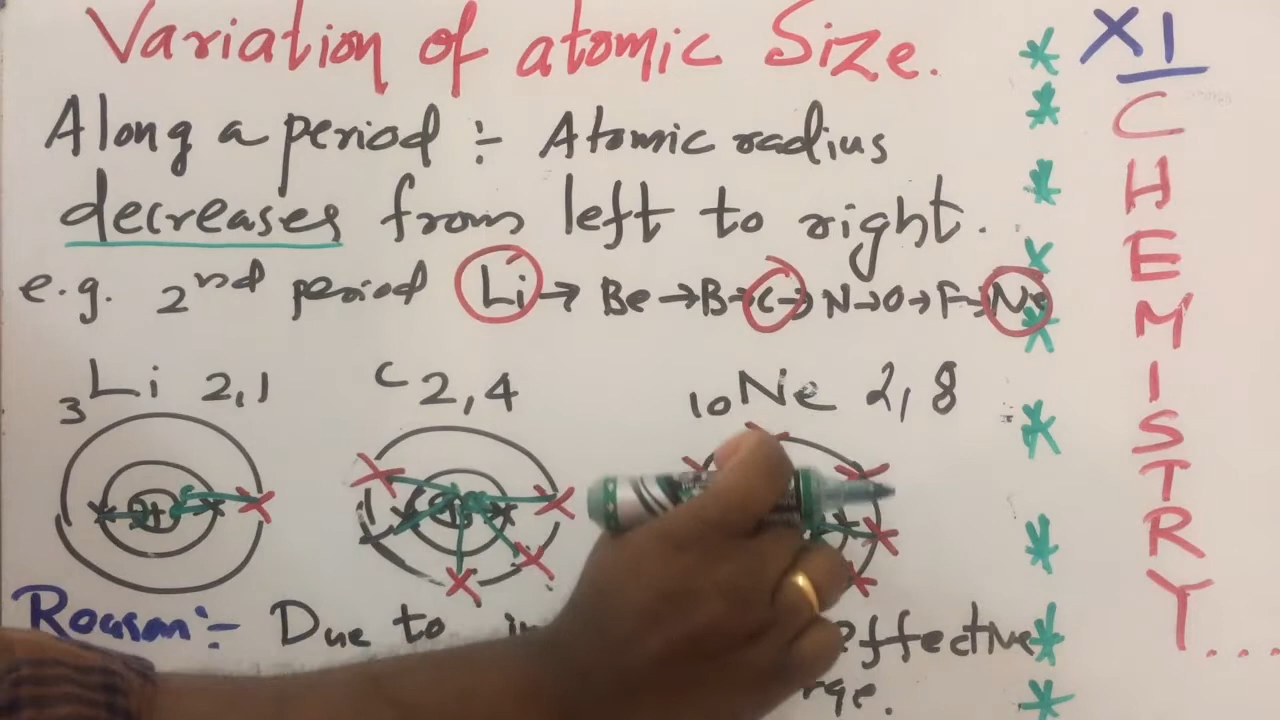 Variation of atomic Size.
Along a period :- Atomic radius
decreases from left to right.
e.g. 2nd period Li → Be → B → C → N → O → F → Ne
3Li 2,1 C 2,4 10Ne 2,8
Reason:- Due to effective
XI
CHEMISTRY...